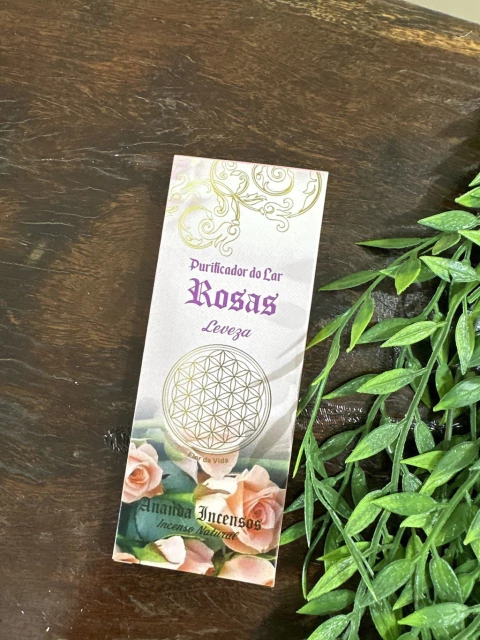 Purificador do Lar
Rosas
Leveza
Flor da Vida
Ananda Incensos
Incenso Natural